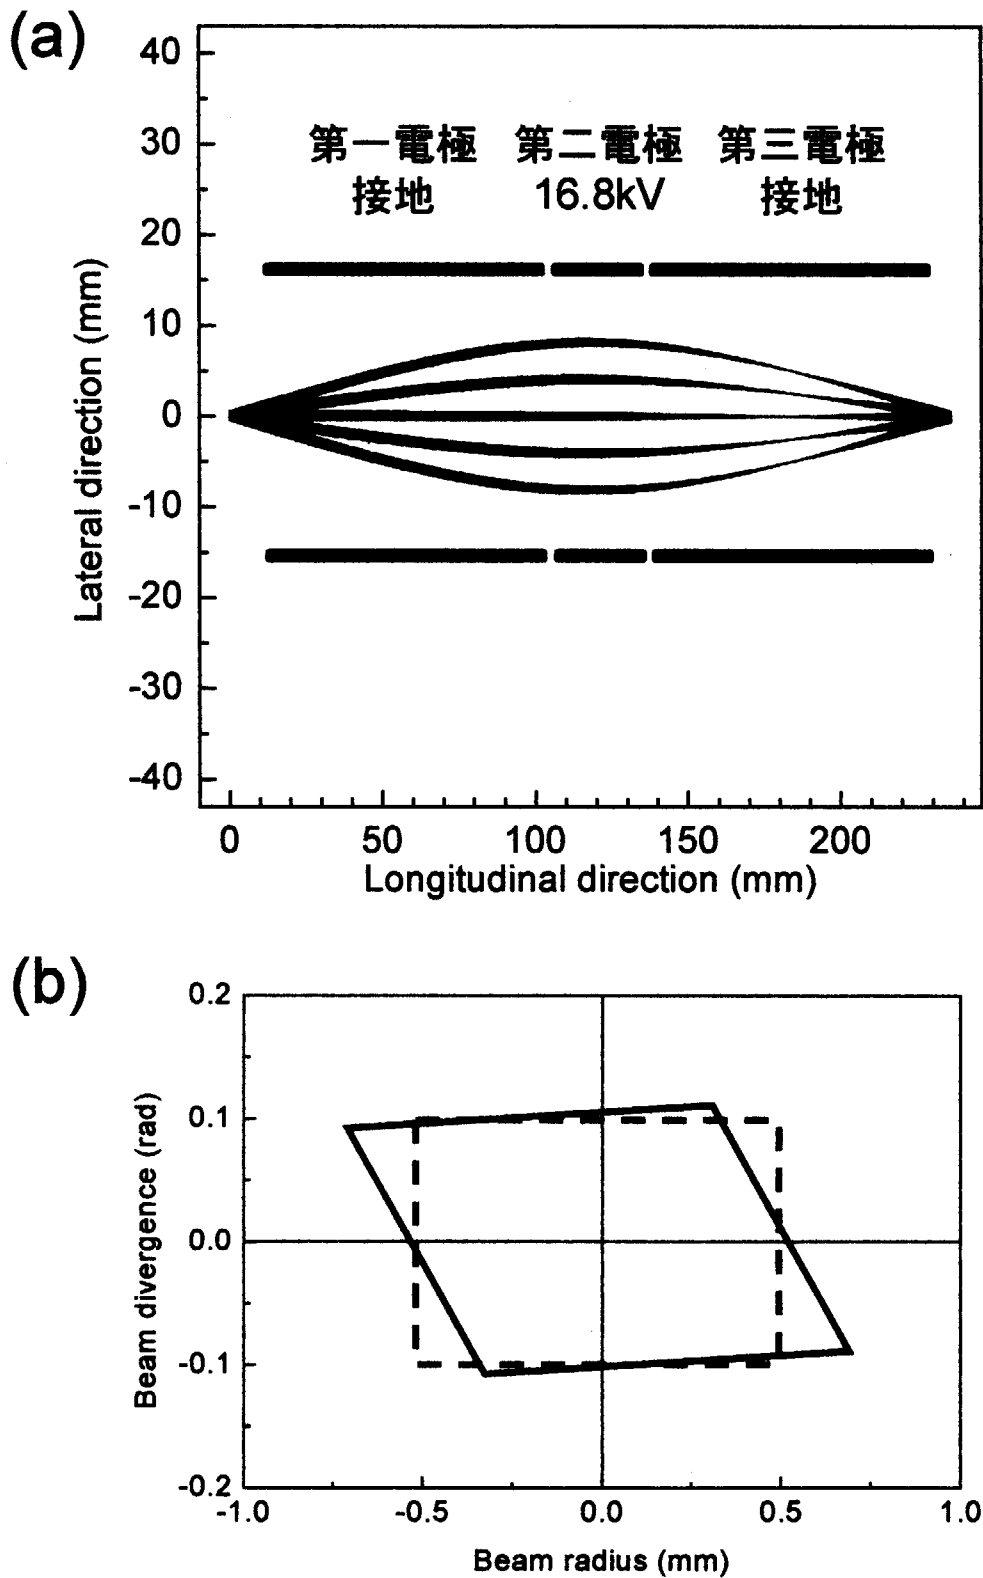 (a)
40
30
20
10
0
-10
-20
-30
-40
Lateral direction (mm)
第一電極 第二電極 第三電極
接地 16.8kV 接地
0 50 100 150 200
Longitudinal direction (mm)
(b)
0.2
0.1
0.0
-0.1
-0.2
Beam divergence (rad)
-1.0 -0.5 0.0 0.5 1.0
Beam radius (mm)